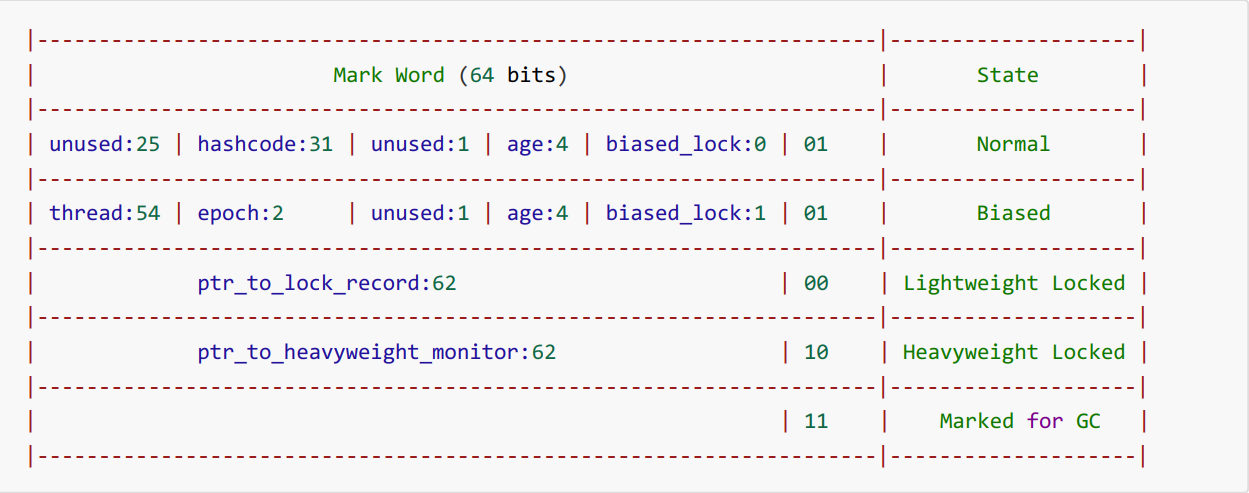 |--------------------------------------------------------------------|--------------------|
| Mark Word (64 bits) | State |
|--------------------------------------------------------------------|--------------------|
| unused:25 | hashcode:31 | unused:1 | age:4 | biased_lock:0 | 01 | Normal |
|--------------------------------------------------------------------|--------------------|
| thread:54 | epoch:2 | unused:1 | age:4 | biased_lock:1 | 01 | Biased |
|--------------------------------------------------------------------|--------------------|
| ptr_to_lock_record:62 | 00 | Lightweight Locked |
|--------------------------------------------------------------------|--------------------|
| ptr_to_heavyweight_monitor:62 | 10 | Heavyweight Locked |
|--------------------------------------------------------------------|--------------------|
| | 11 | Marked for GC |
|--------------------------------------------------------------------|--------------------|